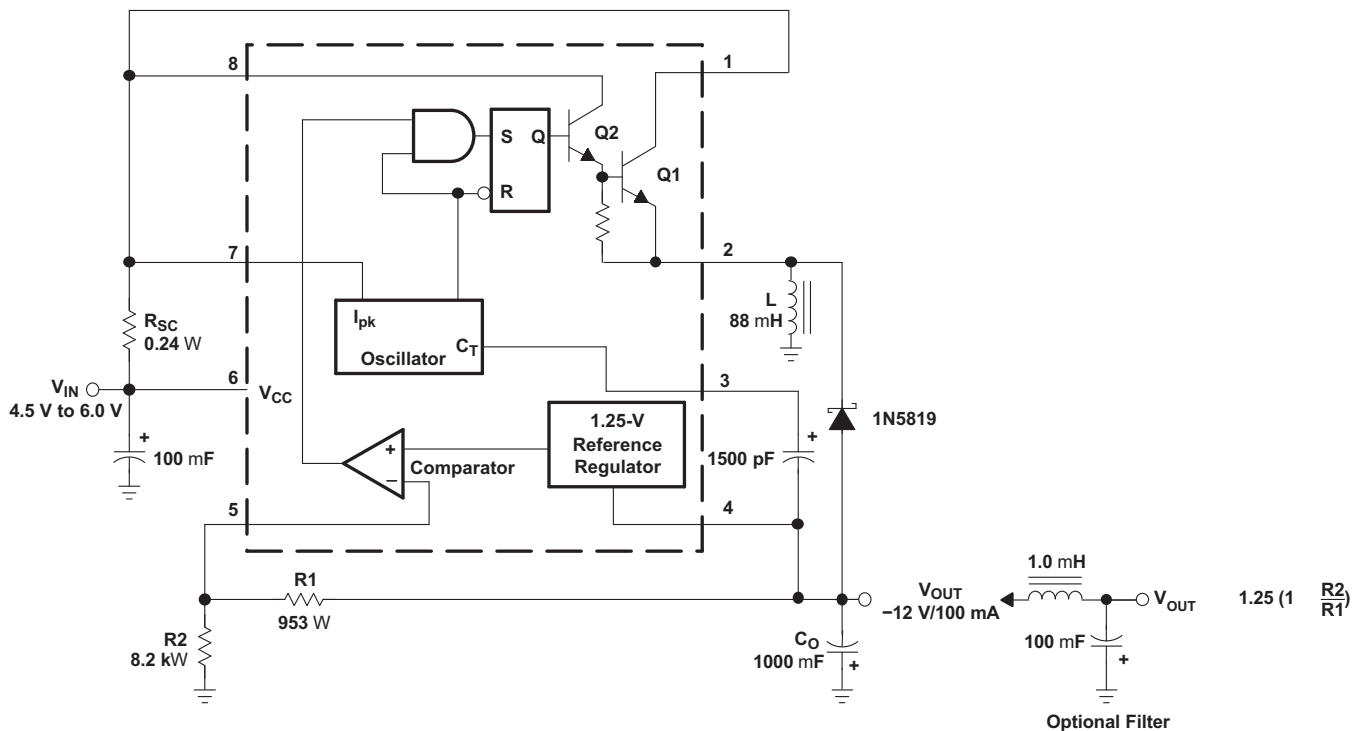 8
1
S Q
R
Q2
Q1
7
2
Ipk
CT
Oscillator
L
88 mH
RSC
0.24 W
VIN
4.5 V to 6.0 V
6
VCC
3
1.25-V
Reference
Regulator
1N5819
+
100 mF
+
−
Comparator
1500 pF
+
5
4
R1
953 W
R2
8.2 kW
VOUT
−12 V/100 mA
CO
1000 mF
+
1.0 mH
VOUT
100 mF
+
Optional Filter
1.25 (1 R2
R1)